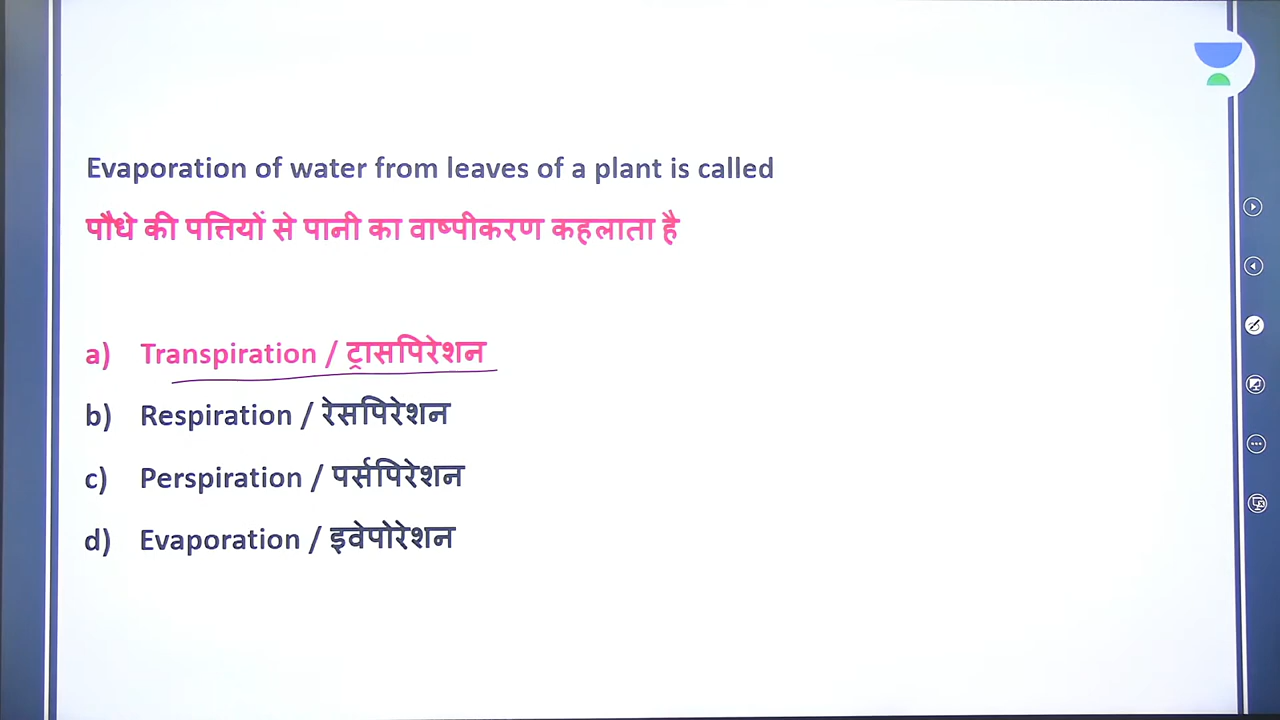 Evaporation of water from leaves of a plant is called
पौधे की पत्तियों से पानी का वाष्पीकरण कहलाता है
a) Transpiration / ट्रासपिरेशन
b) Respiration / रेसपिरेशन
c) Perspiration / पर्सपिरेशन
d) Evaporation / इवेपोरेशन